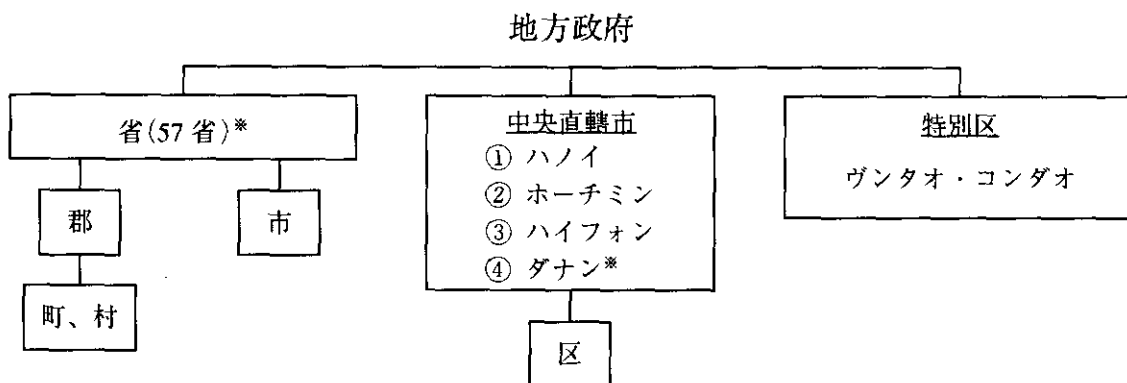 地方政府
省(57 省)※
郡
市
町、村
中央直轄市
① ハノイ
② ホーチミン
③ ハイフォン
④ ダナン※
区
特別区
ヴンタオ・コンダオ